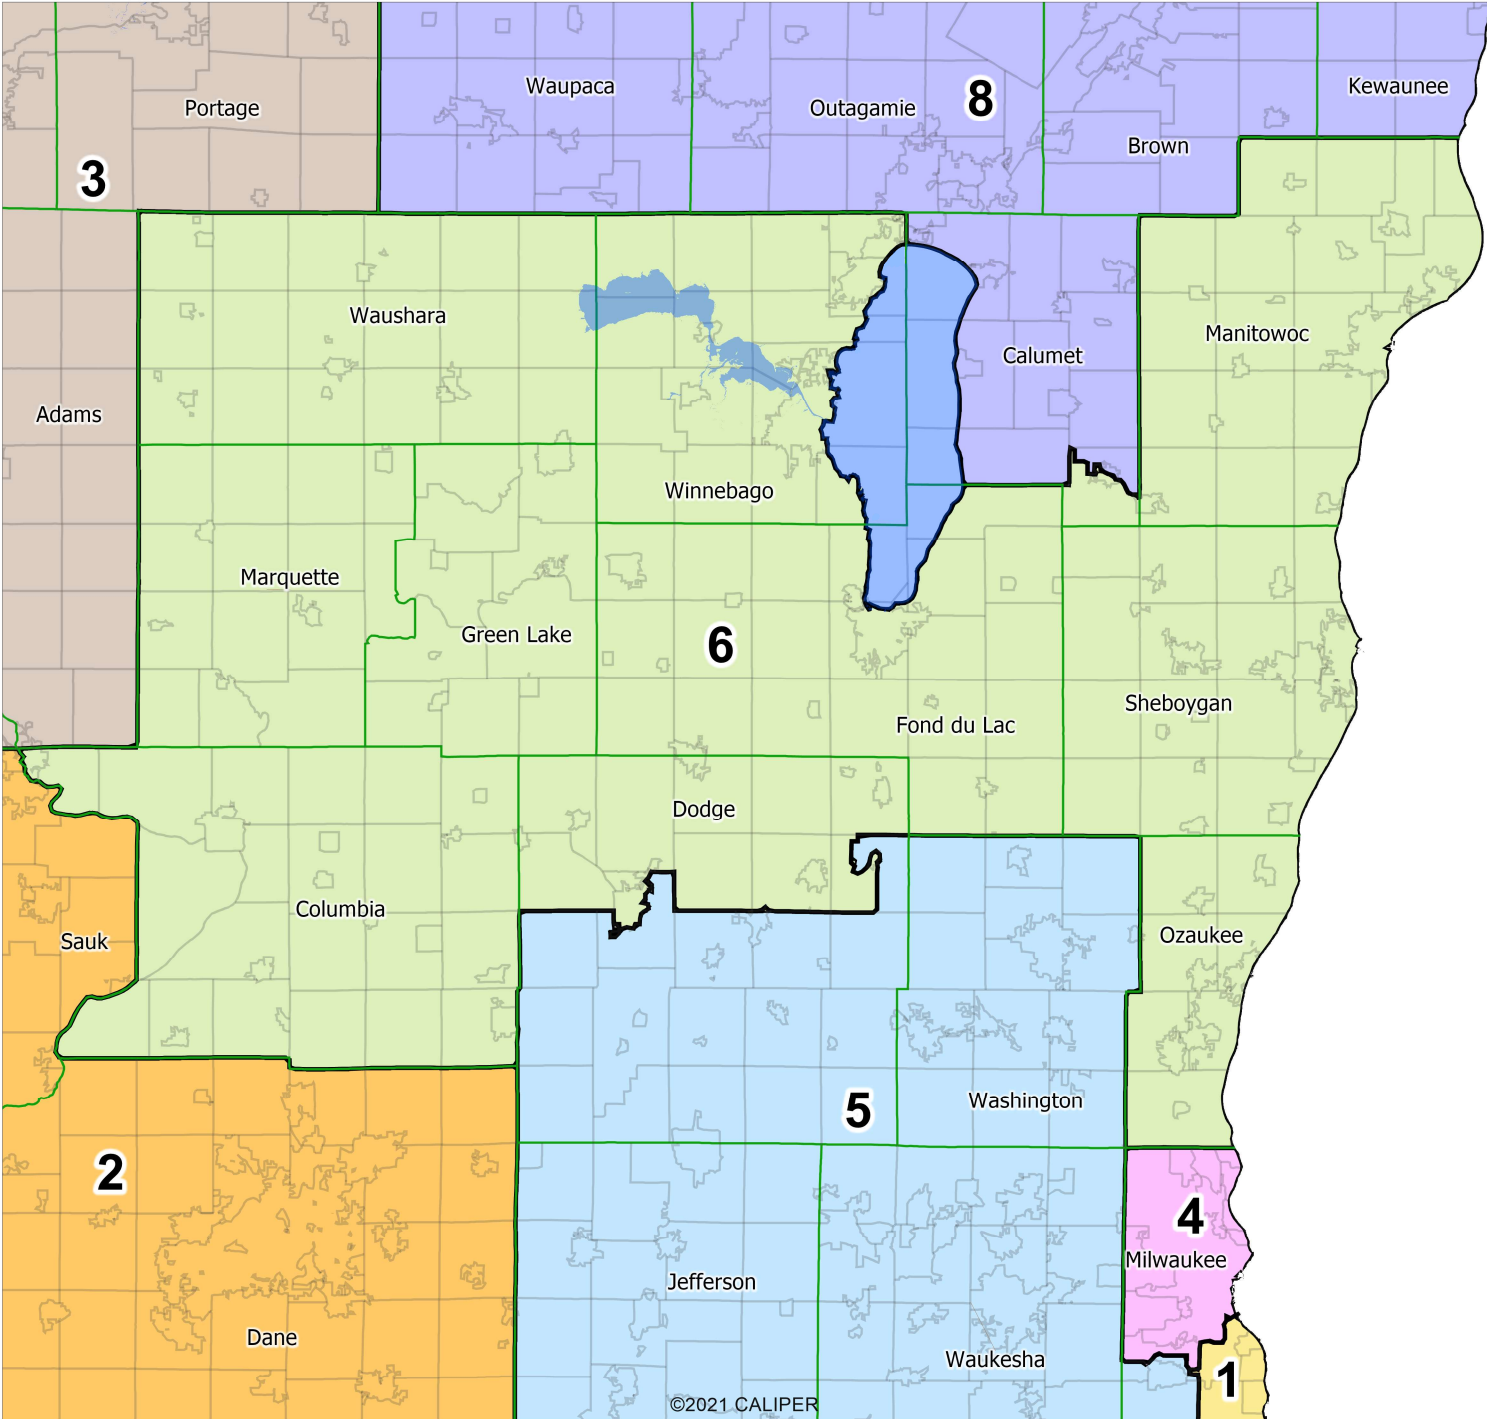 Waupaca
Kewaunee
8
Portage
Outagamie
Brown
3
Waushara
Manitowoc
Calumet
Adams
Winnebago
Marquette
Green Lake
6
Sheboygan
Fond du Lac
Dodge
Columbia
Ozaukee
Sauk
Washington
5
2
4
Milwaukee
Jefferson
Dane
Waukesha
1
©2021 CALIPER